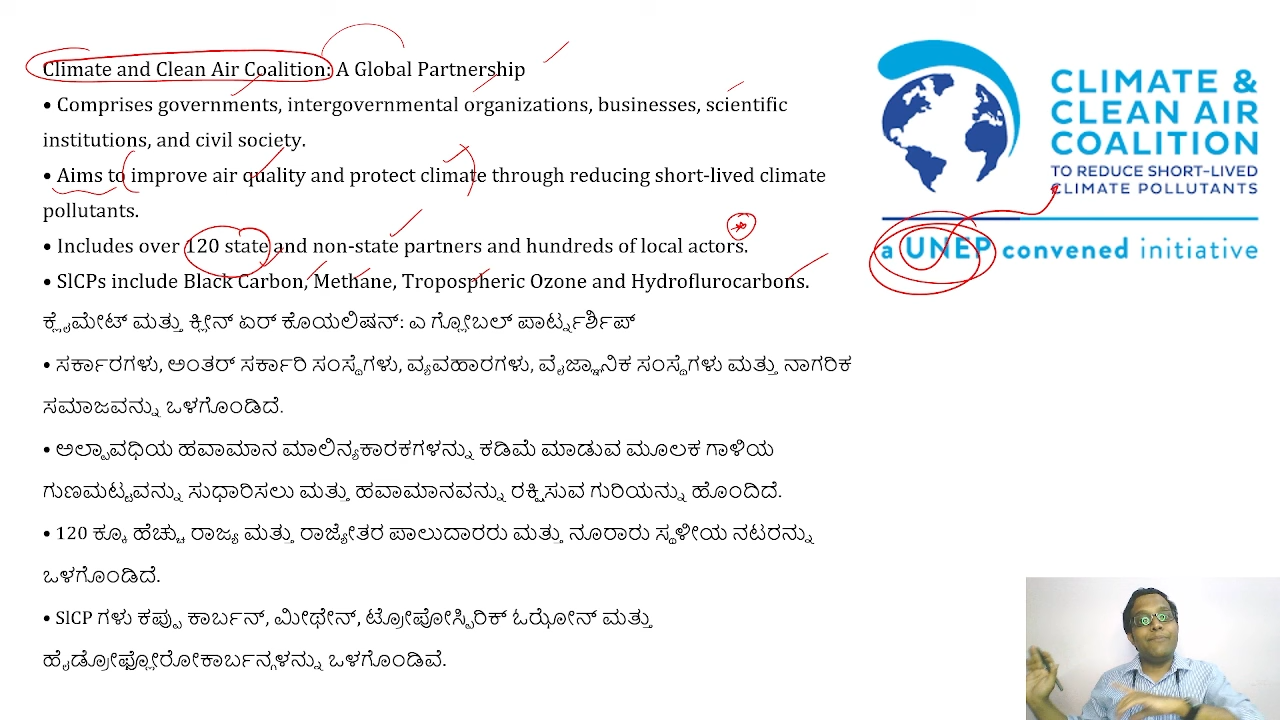 Climate and Clean Air Coalition: A Global Partnership
• Comprises governments, intergovernmental organizations, businesses, scientific
institutions, and civil society.
• Aims to improve air quality and protect climate through reducing short-lived climate
pollutants.
• Includes over 120 state and non-state partners and hundreds of local actors.
• SlCPs include Black Carbon, Methane, Tropospheric Ozone and Hydroflurocarbons.
ಕ್ಲೈಮೇಟ್ ಮತ್ತು ಕ್ಲೀನ್ ಏರ್ ಕೊಯಲಿಷನ್: ಎ ಗ್ಲೋಬಲ್ ಪಾರ್ಟ್ನರ್ಶಿಪ್
• ಸರ್ಕಾರಗಳು, ಅಂತರ್ ಸರ್ಕಾರಿ ಸಂಸ್ಥೆಗಳು, ವ್ಯವಹಾರಗಳು, ವೈಜ್ಞಾನಿಕ ಸಂಸ್ಥೆಗಳು ಮತ್ತು ನಾಗರಿಕ
ಸಮಾಜವನ್ನು ಒಳಗೊಂಡಿದೆ.
• ಅಲ್ಪಾವಧಿಯ ಹವಾಮಾನ ಮಾಲಿನ್ಯಕಾರಕಗಳನ್ನು ಕಡಿಮೆ ಮಾಡುವ ಮೂಲಕ ಗಾಳಿಯ
ಗುಣಮಟ್ಟವನ್ನು ಸುಧಾರಿಸಲು ಮತ್ತು ಹವಾಮಾನವನ್ನು ರಕ್ಷಿಸುವ ಗುರಿಯನ್ನು ಹೊಂದಿದೆ.
• 120 ಕ್ಕೂ ಹೆಚ್ಚು ರಾಜ್ಯ ಮತ್ತು ರಾಜ್ಯೇತರ ಪಾಲುದಾರರು ಮತ್ತು ನೂರಾರು ಸ್ಥಳೀಯ ನಟರನ್ನು
ಒಳಗೊಂಡಿದೆ.
• SlCP ಗಳು ಕಪ್ಪು ಕಾರ್ಬನ್, ಮೀಥೇನ್, ಟ್ರೋಪೋಸ್ಪಿರಿಕ್ ಓಝೋನ್ ಮತ್ತು
ಹೈಡ್ರೋಫ್ಲೋರೋಕಾರ್ಬನ್ಗಳನ್ನು ಒಳಗೊಂಡಿವೆ.
CLIMATE &
CLEAN AIR
COALITION
TO REDUCE SHORT-LIVED
CLIMATE POLLUTANTS
a UNEP convened initiative